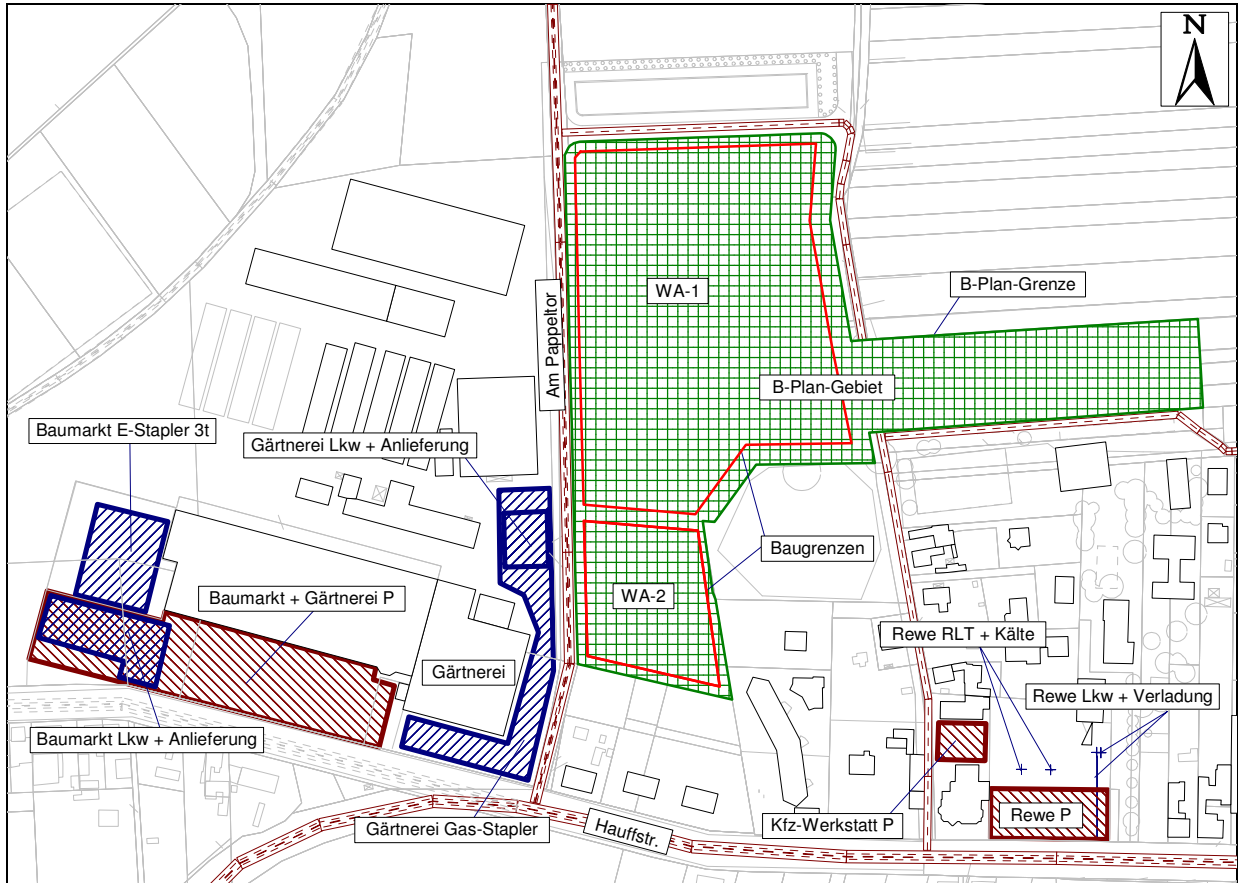 N
WA-1
B-Plan-Grenze
Am Pappeltor
B-Plan-Gebiet
Baumarkt E-Stapler 3t
Gärtnerei Lkw + Anlieferung
Baugrenzen
Baumarkt + Gärtnerei P
WA-2
Rewe RLT + Kälte
Gärtnerei
Rewe Lkw + Verladung
Baumarkt Lkw + Anlieferung
Rewe P
Kfz-Werkstatt P
Gärtnerei Gas-Stapler
Hauffstr.